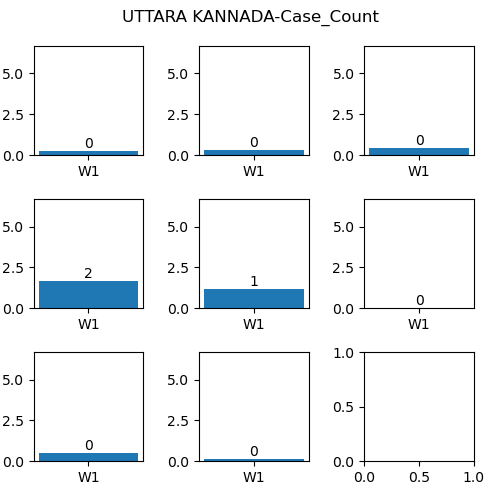 UTTARA KANNADA-Case_Count
5.0 5.0 5.0
2.5 2.5 2.5
0 0 0
0.0 0.0 0.0
W1 W1 W1
5.0 5.0 5.0
2.5 2 2.5 1 2.5
0
0.0 0.0 0.0
W1 W1 W1
5.0 5.0 1.0
2.5 2.5 0.5
0 0
0.0 0.0 0.0
W1 W1 0.0 0.5 1.0